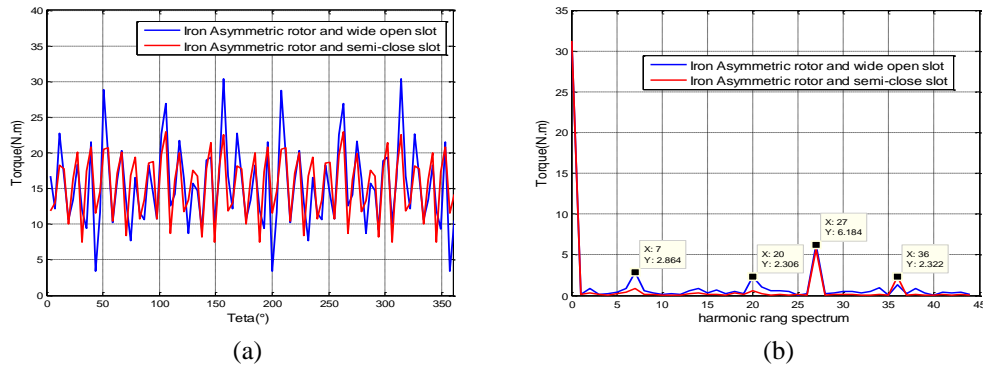 40
35
30
25
20
15
10
5
0
Torque(N.m)
Iron Asymmetric rotor and wide open slot
Iron Asymmetric rotor and semi-close slot
0 50 100 150 200 250 300 350
Teta(°)
(a)
35
30
25
20
15
10
5
0
Torque(N.m)
Iron Asymmetric rotor and wide open slot
Iron Asymmetric rotor and semi-close slot
X: 7
Y: 2.864
X: 20
Y: 2.306
X: 27
Y: 6.184
X: 36
Y: 2.322
0 5 10 15 20 25 30 35 40 45
harmonic rang spectrum
(b)